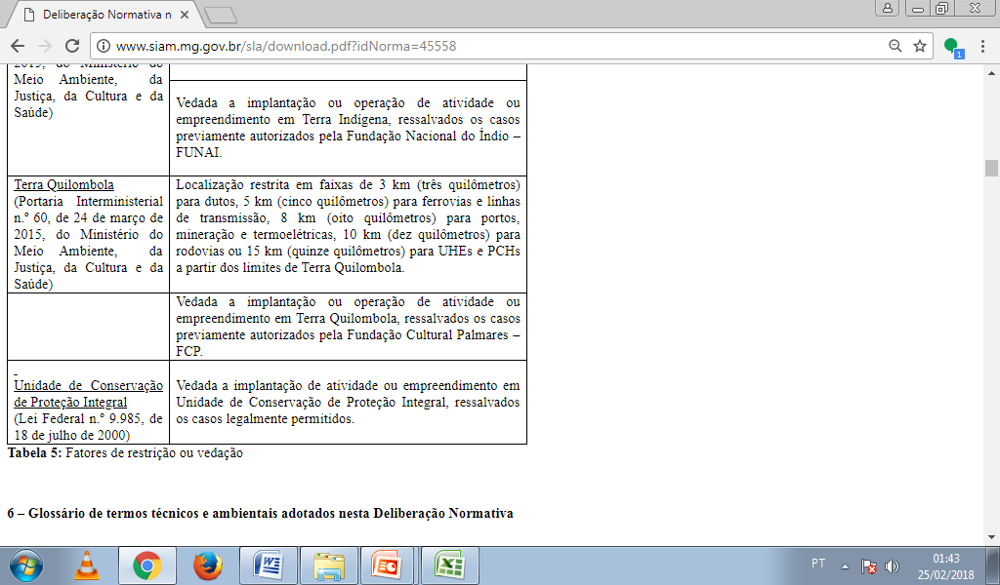 Deliberação Normativa n
www.siam.mg.gov.br/sla/download.pdf?idNorma=45558
1
2015, do Ministério do
Meio Ambiente, da
Justiça, da Cultura e da
Saúde)
Vedada a implantação ou operação de atividade ou
empreendimento em Terra Indígena, ressalvados os casos
previamente autorizados pela Fundação Nacional do Índio –
FUNAI.
Terra Quilombola
(Portaria Interministerial
n.º 60, de 24 de março de
2015, do Ministério do
Meio Ambiente, da
Justiça, da Cultura e da
Saúde)
Localização restrita em faixas de 3 km (três quilômetros)
para dutos, 5 km (cinco quilômetros) para ferrovias e linhas
de transmissão, 8 km (oito quilômetros) para portos,
mineração e termoelétricas, 10 km (dez quilômetros) para
rodovias ou 15 km (quinze quilômetros) para UHEs e PCHs
a partir dos limites de Terra Quilombola.
Vedada a implantação ou operação de atividade ou
empreendimento em Terra Quilombola, ressalvados os casos
previamente autorizados pela Fundação Cultural Palmares –
FCP.
Unidade de Conservação
de Proteção Integral
(Lei Federal n.º 9.985, de
18 de julho de 2000)
Vedada a implantação de atividade ou empreendimento em
Unidade de Conservação de Proteção Integral, ressalvados
os casos legalmente permitidos.
Tabela 5: Fatores de restrição ou vedação
6 – Glossário de termos técnicos e ambientais adotados nesta Deliberação Normativa
PT
01:43
25/02/2018